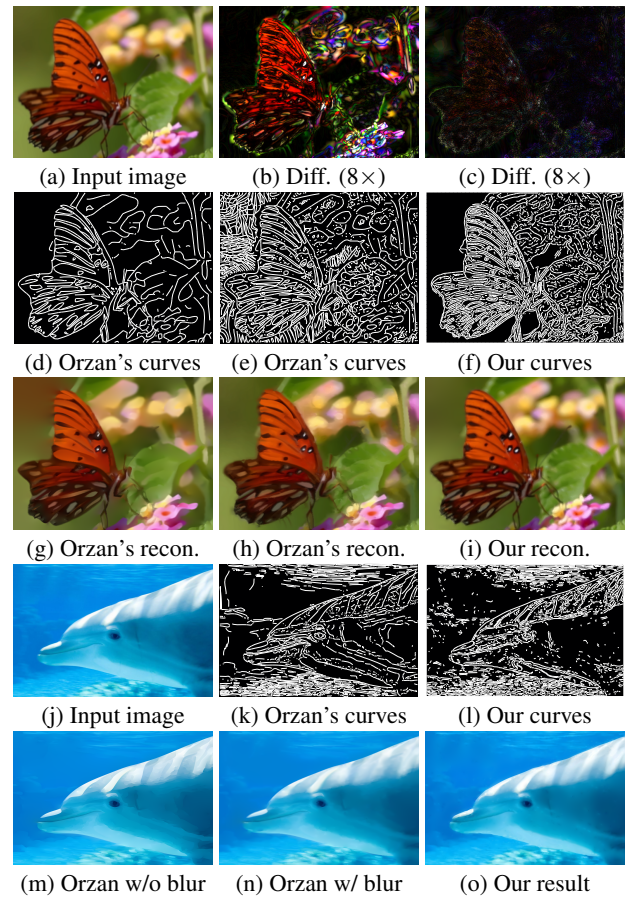 (a) Input image (b) Diff. (8×) (c) Diff. (8×)
(d) Orzan's curves (e) Orzan's curves (f) Our curves
(g) Orzan's recon. (h) Orzan's recon. (i) Our recon.
(j) Input image (k) Orzan's curves (l) Our curves
(m) Orzan w/o blur (n) Orzan w/ blur (o) Our result